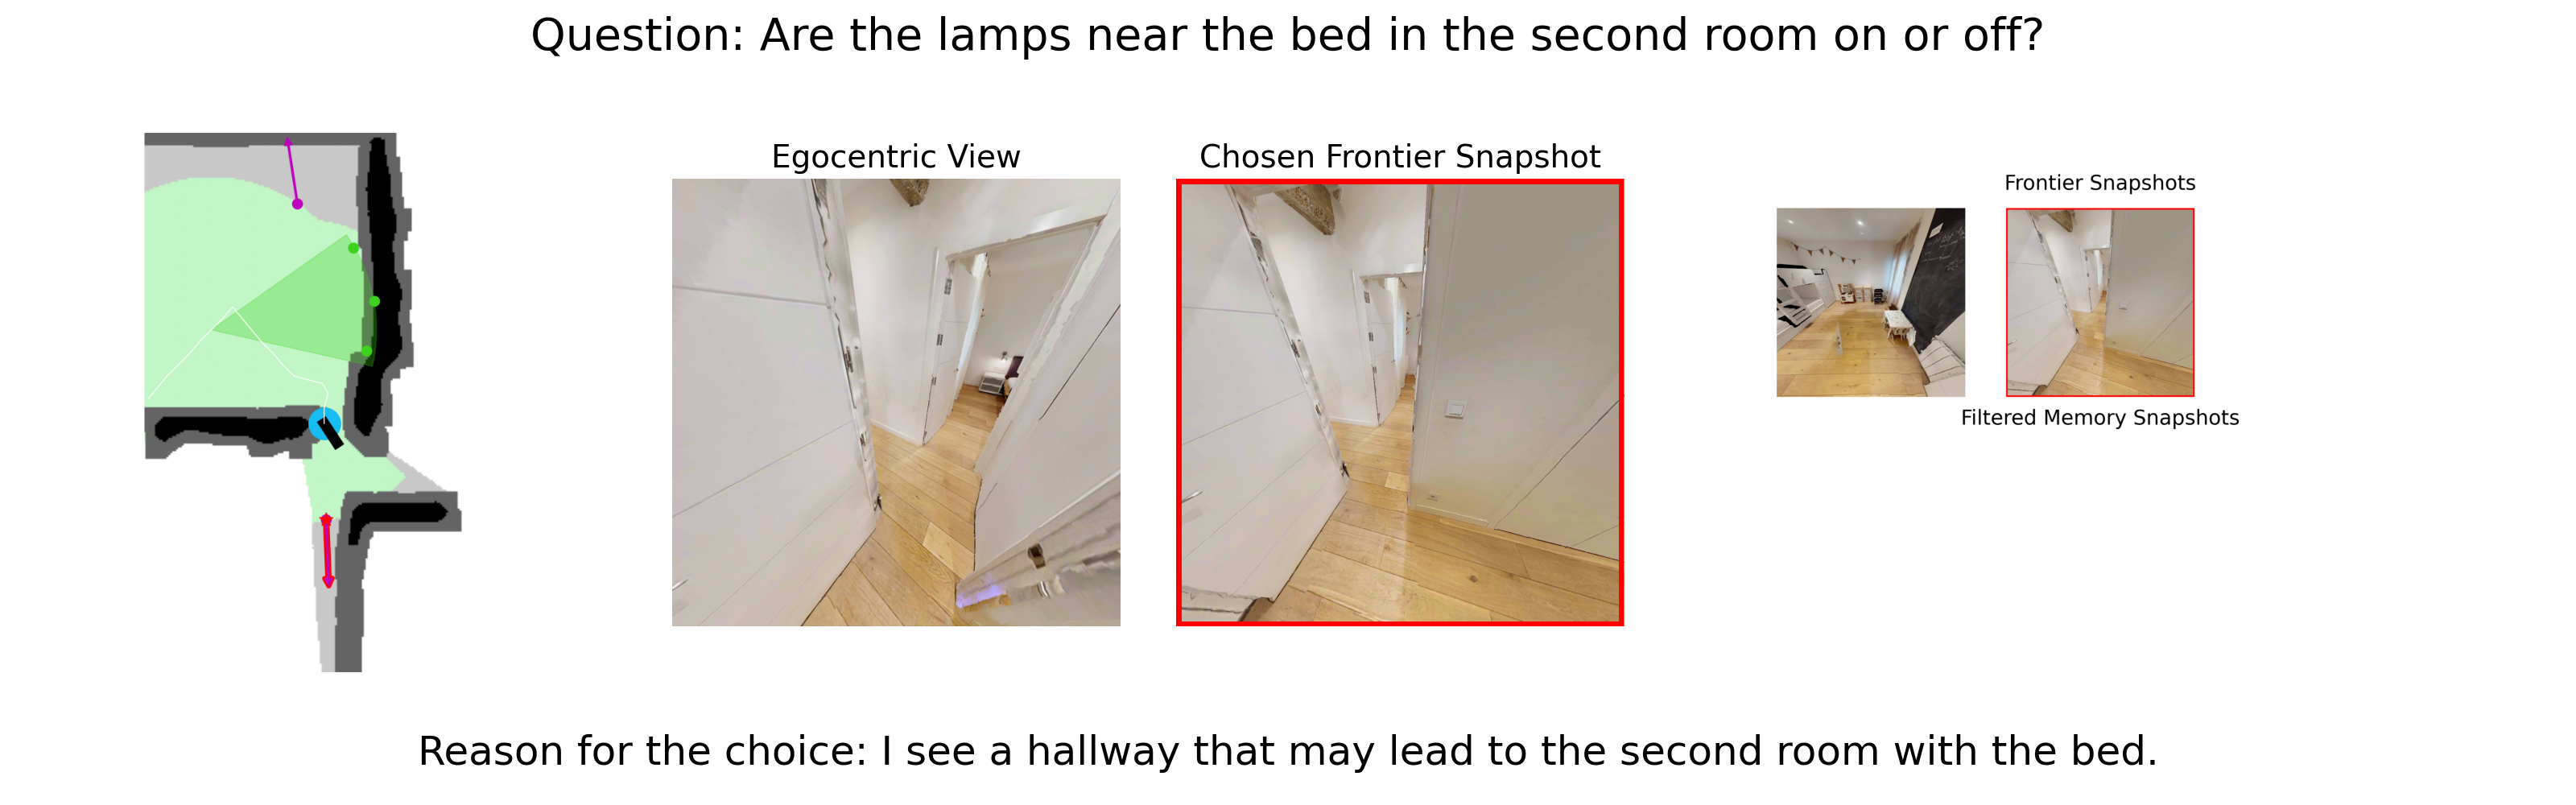 Question: Are the lamps near the bed in the second room on or off?
Egocentric View
Chosen Frontier Snapshot
Frontier Snapshots
Filtered Memory Snapshots
Reason for the choice: I see a hallway that may lead to the second room with the bed.